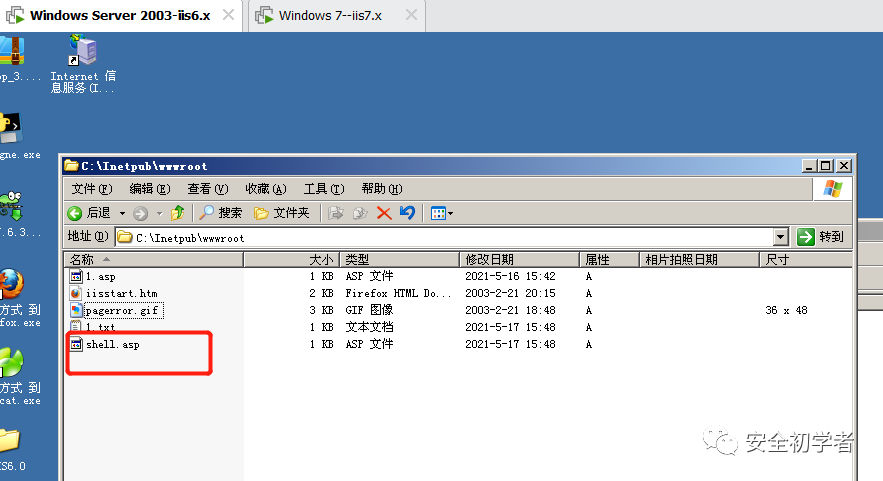 Windows Server 2003-iis6.x
Windows 7--iis7.x
op_3....
Internet 信
息服务(I...
gne.exe
.6.3...
方式 到
fox.exe
方式 到
cat.exe
IS6.0
C:\Inetpub\wwwroot
文件(F) 编辑(E) 查看(V) 收藏(A) 工具(T) 帮助(H)
后退 搜索 文件夹
地址(D) C:\Inetpub\wwwroot 转到
名称 大小 类型 修改日期 属性 相片拍照日期 尺寸
1.asp 1 KB ASP 文件 2021-5-16 15:42 A
iisstart.htm 2 KB Firefox HTML Do... 2003-2-21 20:15 A
pagerror.gif 3 KB GIF 图像 2003-2-21 18:48 A 36 x 48
1.txt 1 KB 文本文档 2021-5-17 15:48 A
shell.asp 1 KB ASP 文件 2021-5-17 15:48 A
安全初学者